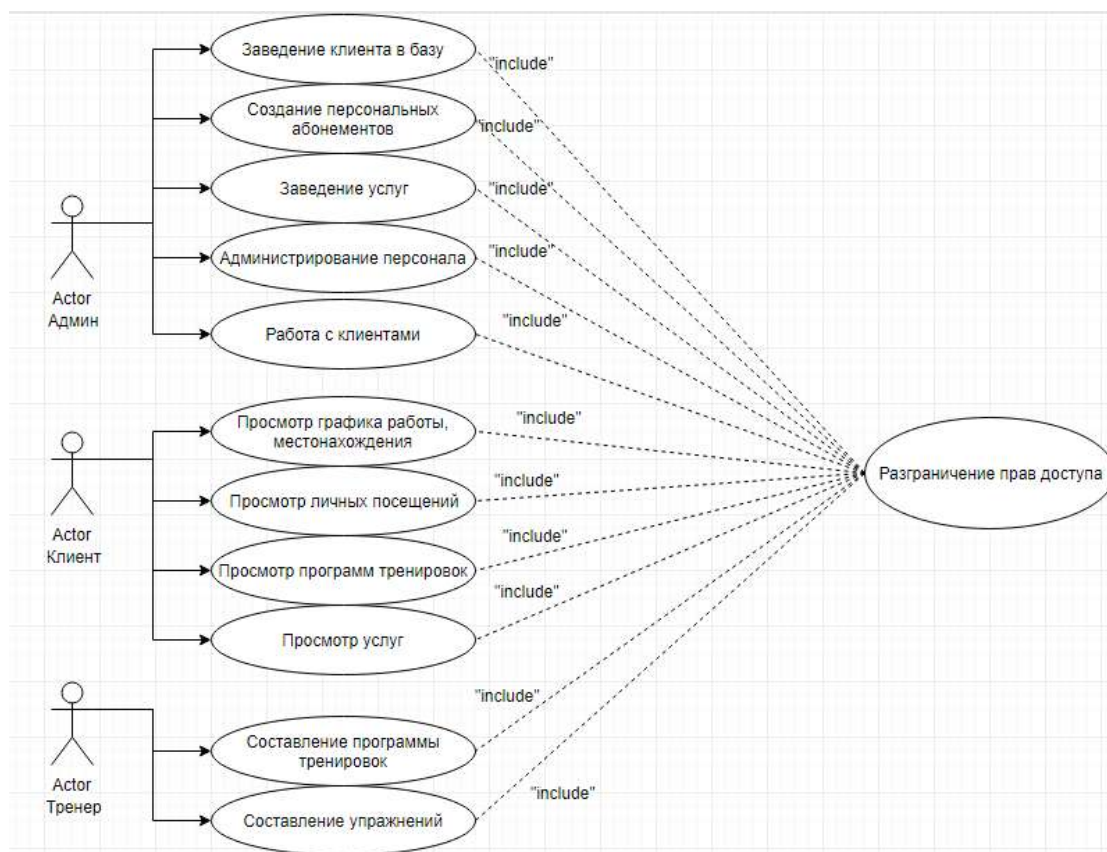 Заведение клиента в базу
"include"
Создание персональных
абонементов
"include"
Заведение услуг
"include"
Администрирование персонала
"include"
Actor
Админ
Работа с клиентами
"include"
Просмотр графика работы,
местонахождения
"include"
Просмотр личных посещений
"include"
Actor
Клиент
Просмотр программ тренировок
"include"
Просмотр услуг
"include"
Разграничение прав доступа
Составление программы
тренировок
"include"
Actor
Тренер
Составление упражнений
"include"